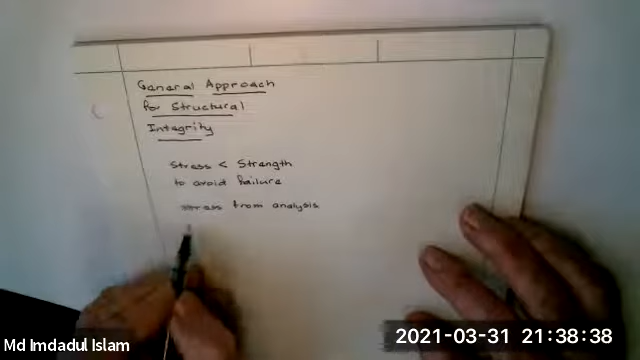 General Approach
for Structural
Integrity
Stress < Strength
to avoid failure
Stress from analysis
Md Imdadul Islam
2021-03-31 21:38:38